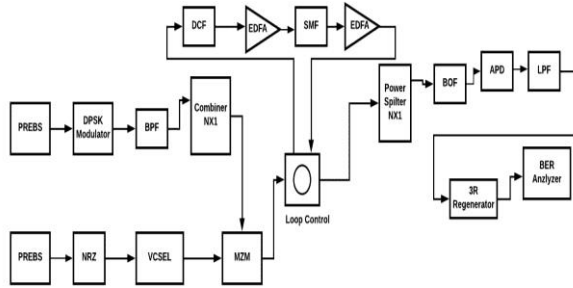 DCF
EDFA
SMF
EDFA
PREBS
DPSK
Modulator
BPF
Combiner
NX1
Power
Spilter
NX1
BOF
APD
LPF
Loop Control
3R
Regenerator
BER
Anzlyzer
PREBS
NRZ
VCSEL
MZM